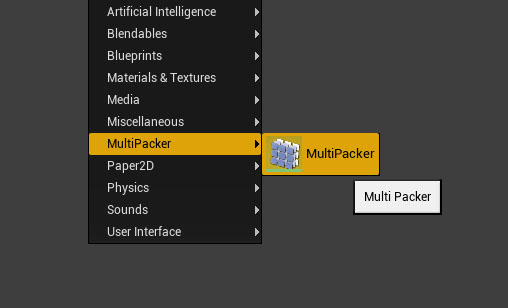 Artificial Intelligence
Blendables
Blueprints
Materials & Textures
Media
Miscellaneous
MultiPacker
MultiPacker
Paper2D
Multi Packer
Physics
Sounds
User Interface